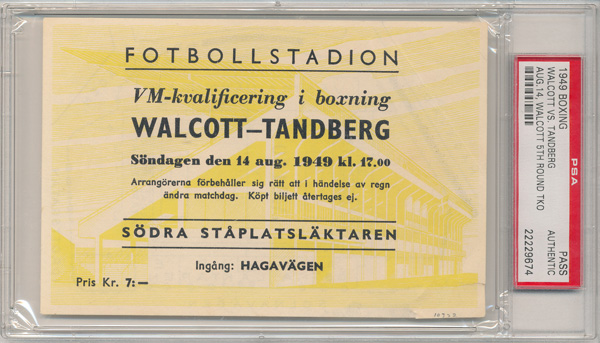 FOTBOLLSTADION
VM-kvalificering i boxning
WALCOTT–TANDBERG
Söndagen den 14 aug. 1949 kl. 17.00
Arrangörerna förbehåller sig rätt att i händelse av regn
ändra matchdag. Köpt biljett återtages ej.
SÖDRA STÅPLATSLÄKTAREN
Ingång: HAGAVÄGEN
Pris Kr. 7:—
PSA
1949 BOXING
WALCOTT VS. TANDBERG
AUG.14, WALCOTT 5TH ROUND TKO
PASS
AUTHENTIC
22229674